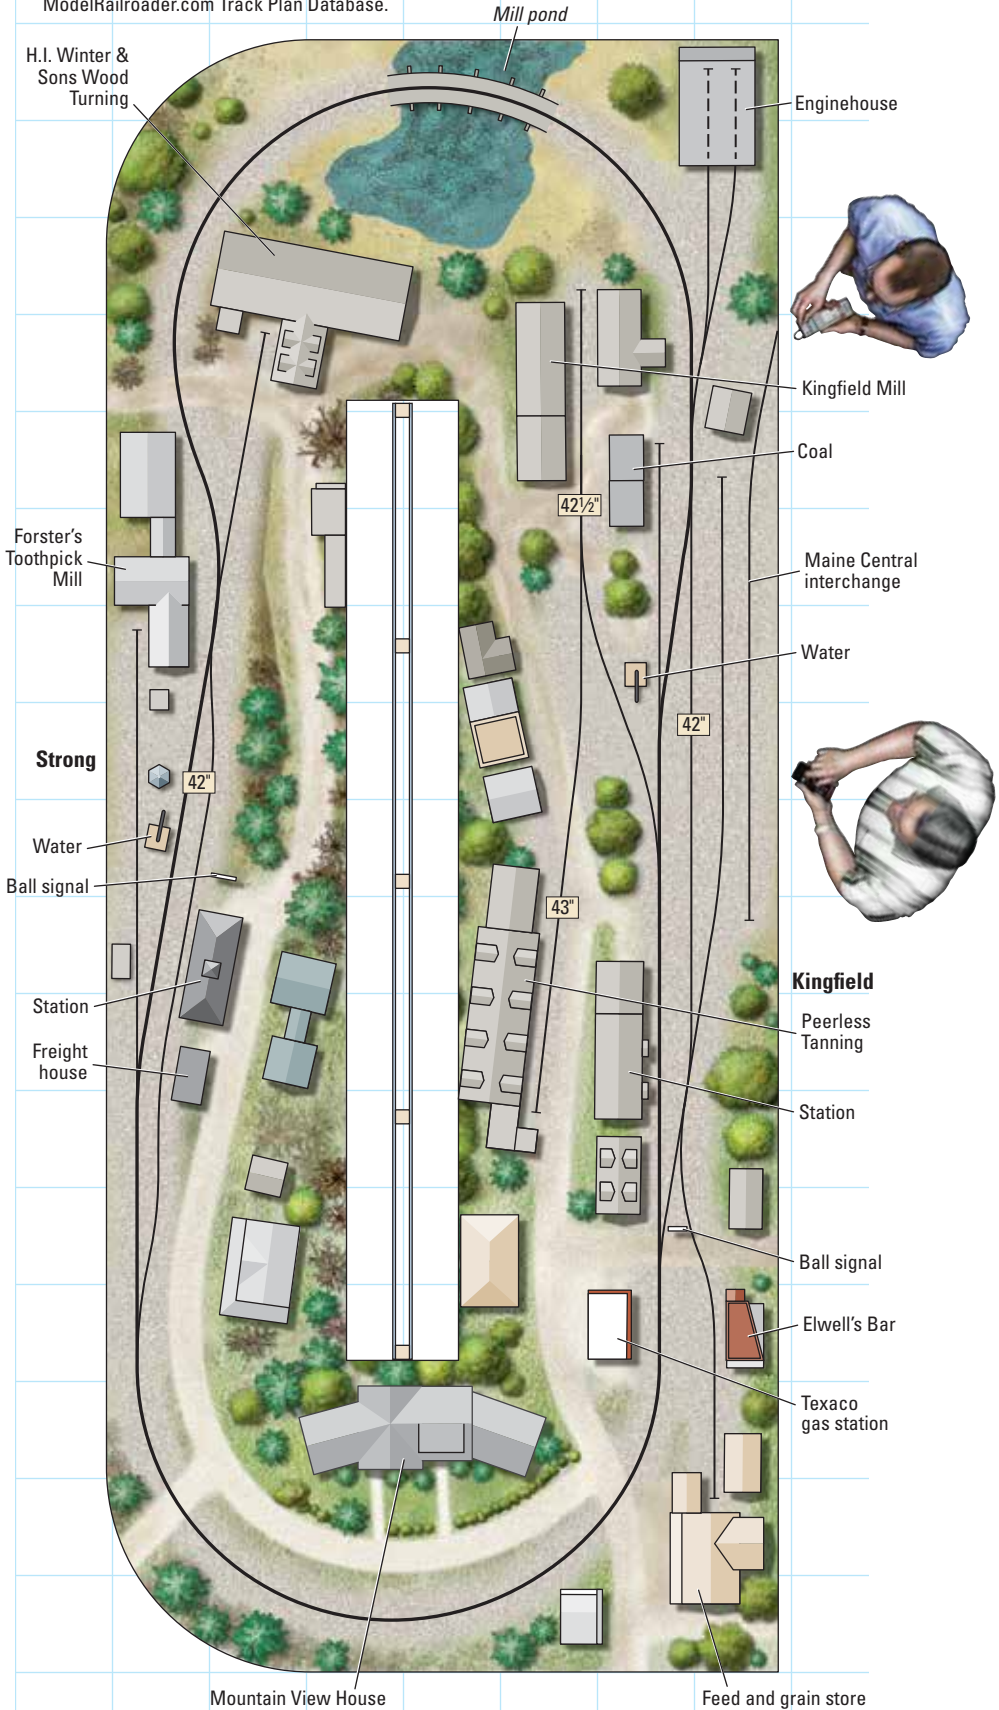 ModelRailroader.com Track Plan Database.
Mill pond
H.I. Winter &
Sons Wood
Turning
Enginehouse
Kingfield Mill
Coal
42½"
Forster's
Toothpick
Mill
Maine Central
interchange
Water
42"
Strong
42"
Water
Ball signal
43"
Kingfield
Station
Peerless
Tanning
Freight
house
Station
Ball signal
Elwell's Bar
Texaco
gas station
Mountain View House
Feed and grain store